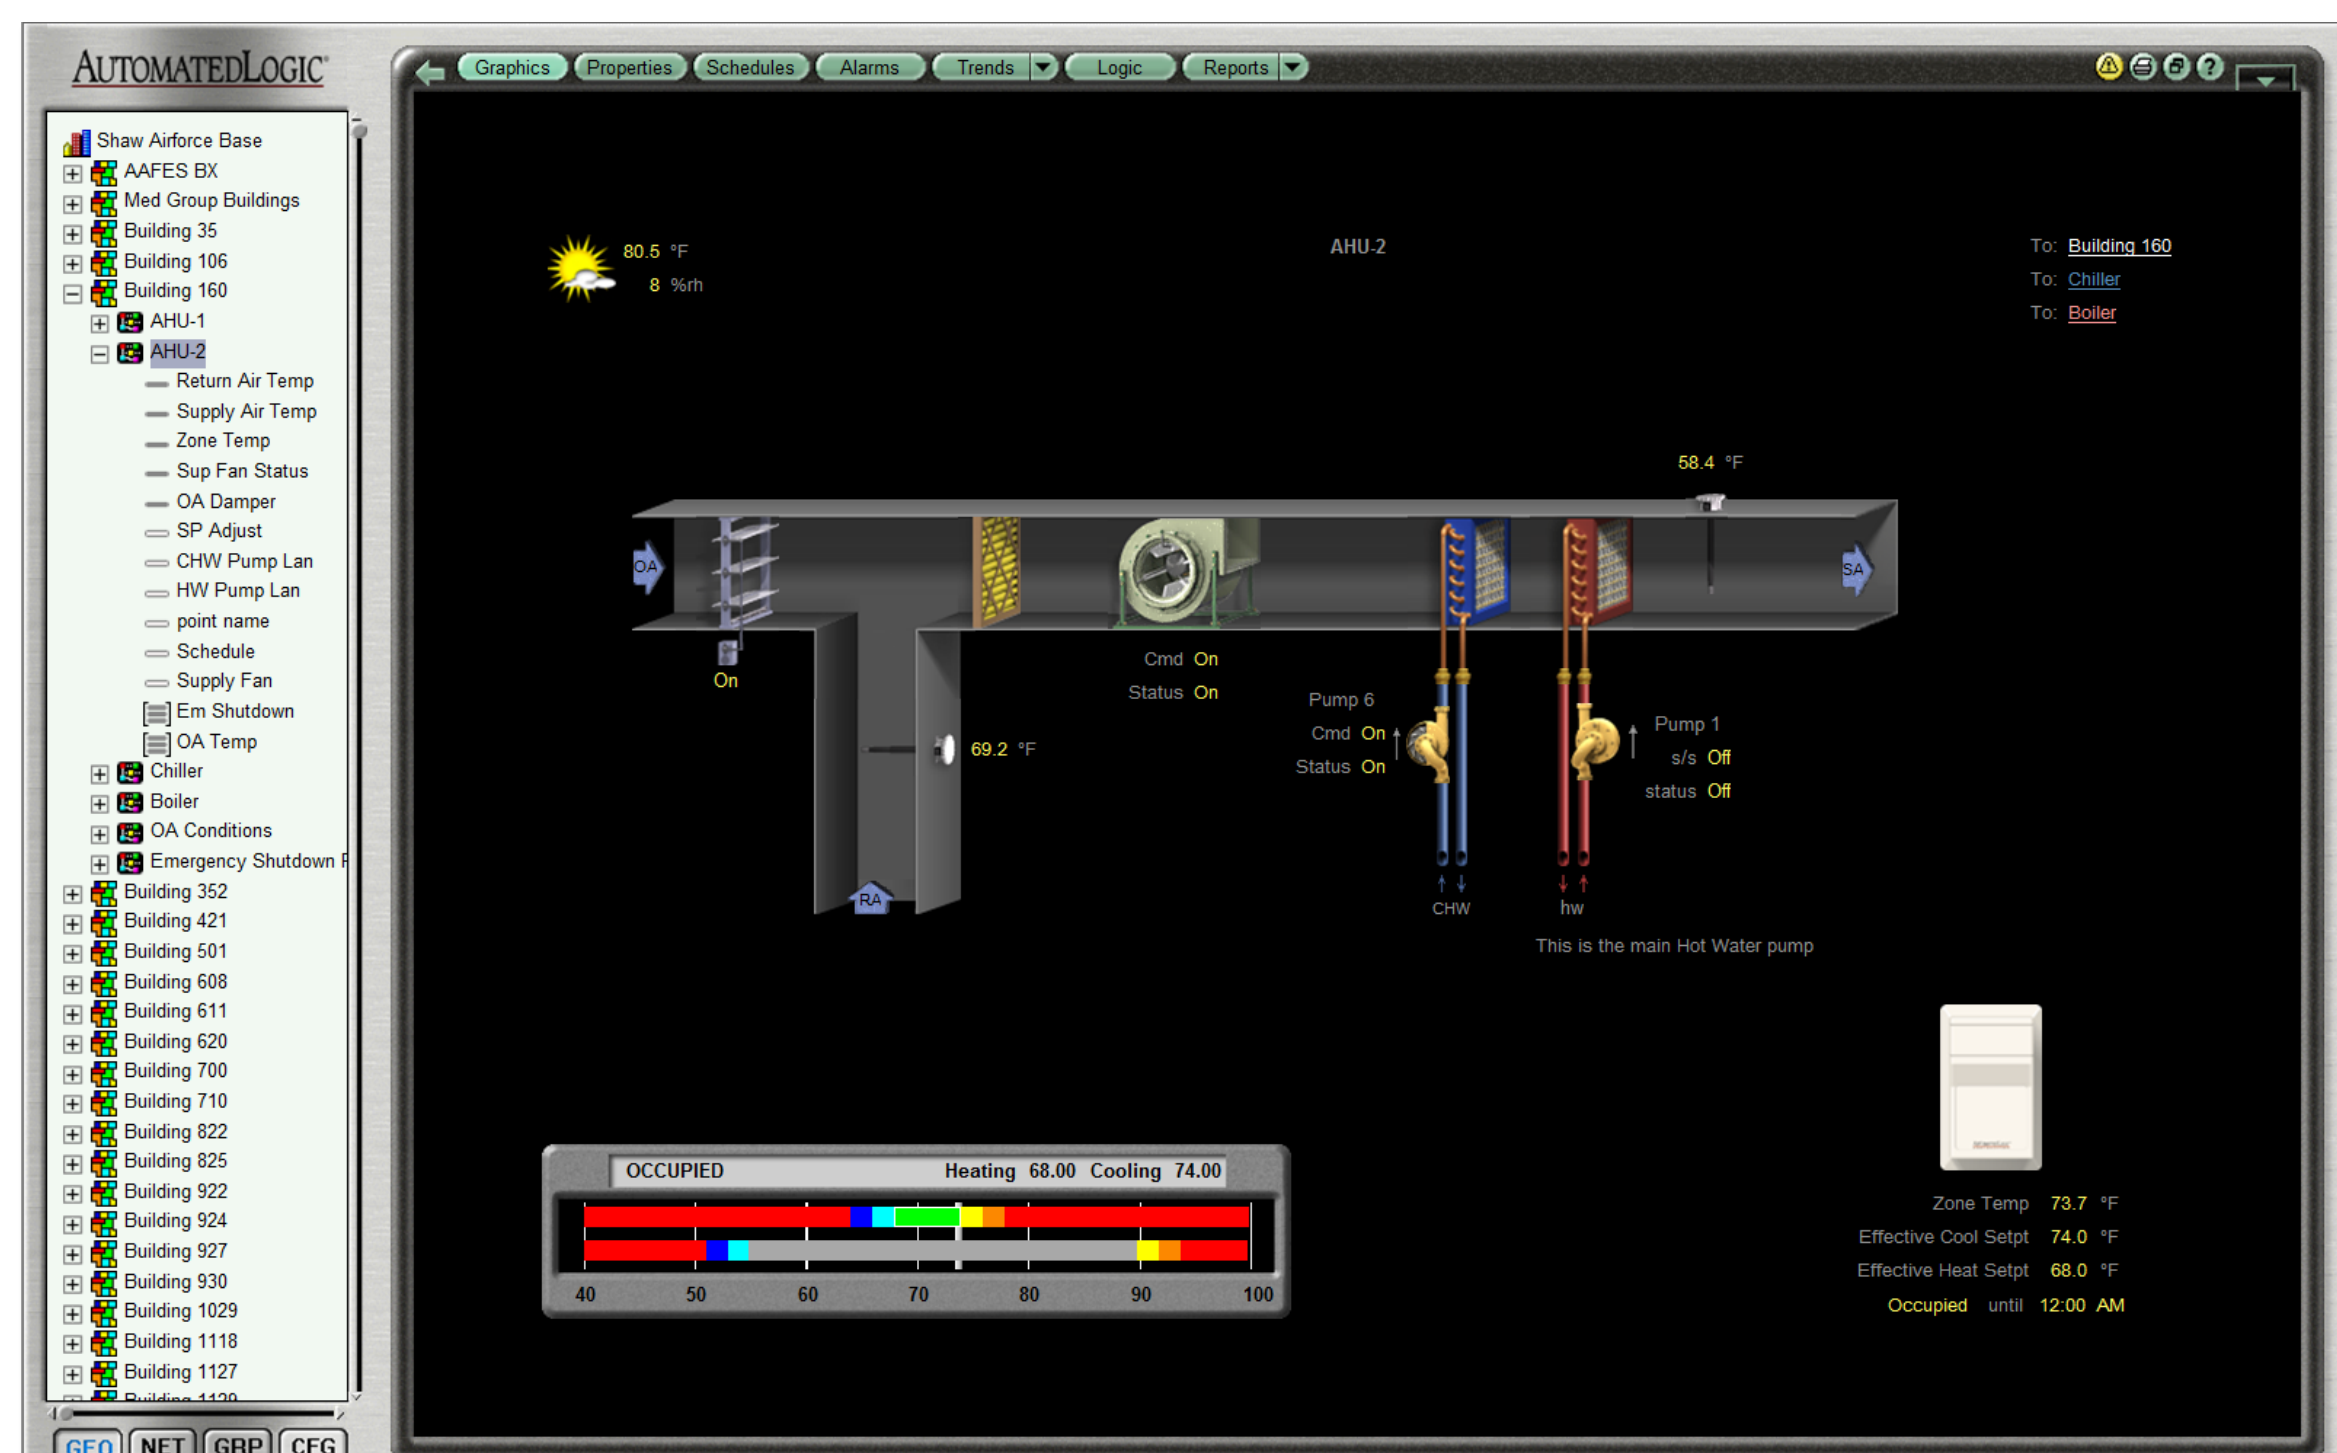 AUTOMATEDLOGIC
Graphics Properties Schedules Alarms Trends Logic Reports
Shaw Airforce Base
AAFES BX
Med Group Buildings
Building 35
Building 106
Building 160
AHU-1
AHU-2
Return Air Temp
Supply Air Temp
Zone Temp
Sup Fan Status
OA Damper
SP Adjust
CHW Pump Lan
HW Pump Lan
point name
Schedule
Supply Fan
Em Shutdown
OA Temp
Chiller
Boiler
OA Conditions
Emergency Shutdown
Building 352
Building 421
Building 501
Building 608
Building 611
Building 620
Building 700
Building 710
Building 822
Building 825
Building 922
Building 924
Building 927
Building 930
Building 1029
Building 1118
Building 1127
Building 1129
GEO NET GRP CFG
80.5 °F
8 %rh
AHU-2
To: Building 160
To: Chiller
To: Boiler
58.4 °F
OA
SA
On
Cmd On
Status On
69.2 °F
RA
Pump 6
Cmd On
Status On
Pump 1
s/s Off
status Off
CHW
hw
This is the main Hot Water pump
OCCUPIED Heating 68.00 Cooling 74.00
40 50 60 70 80 90 100
Zone Temp 73.7 °F
Effective Cool Setpt 74.0 °F
Effective Heat Setpt 68.0 °F
Occupied until 12:00 AM